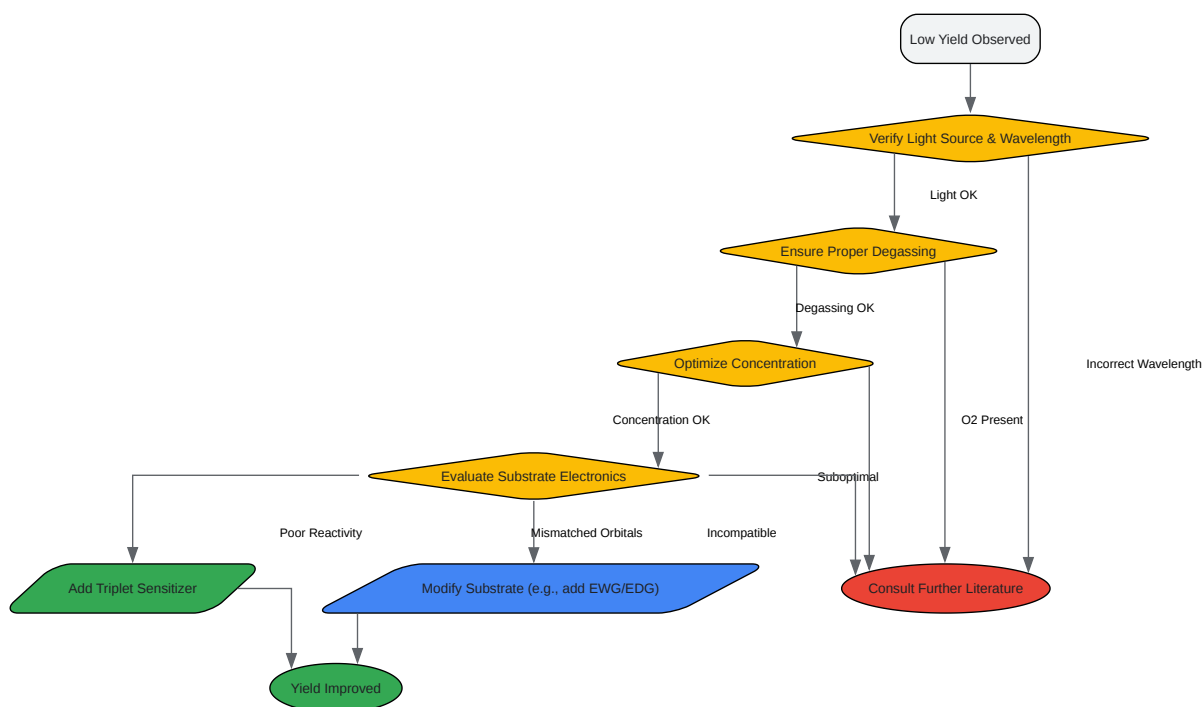 Low Yield Observed
Verify Light Source & Wavelength
Light OK
Ensure Proper Degassing
Degassing OK
Optimize Concentration
Incorrect Wavelength
Concentration OK
O2 Present
Evaluate Substrate Electronics
Suboptimal
Poor Reactivity
Mismatched Orbitals
Incompatible
Add Triplet Sensitizer
Modify Substrate (e.g., add EWG/EDG)
Consult Further Literature
Yield Improved